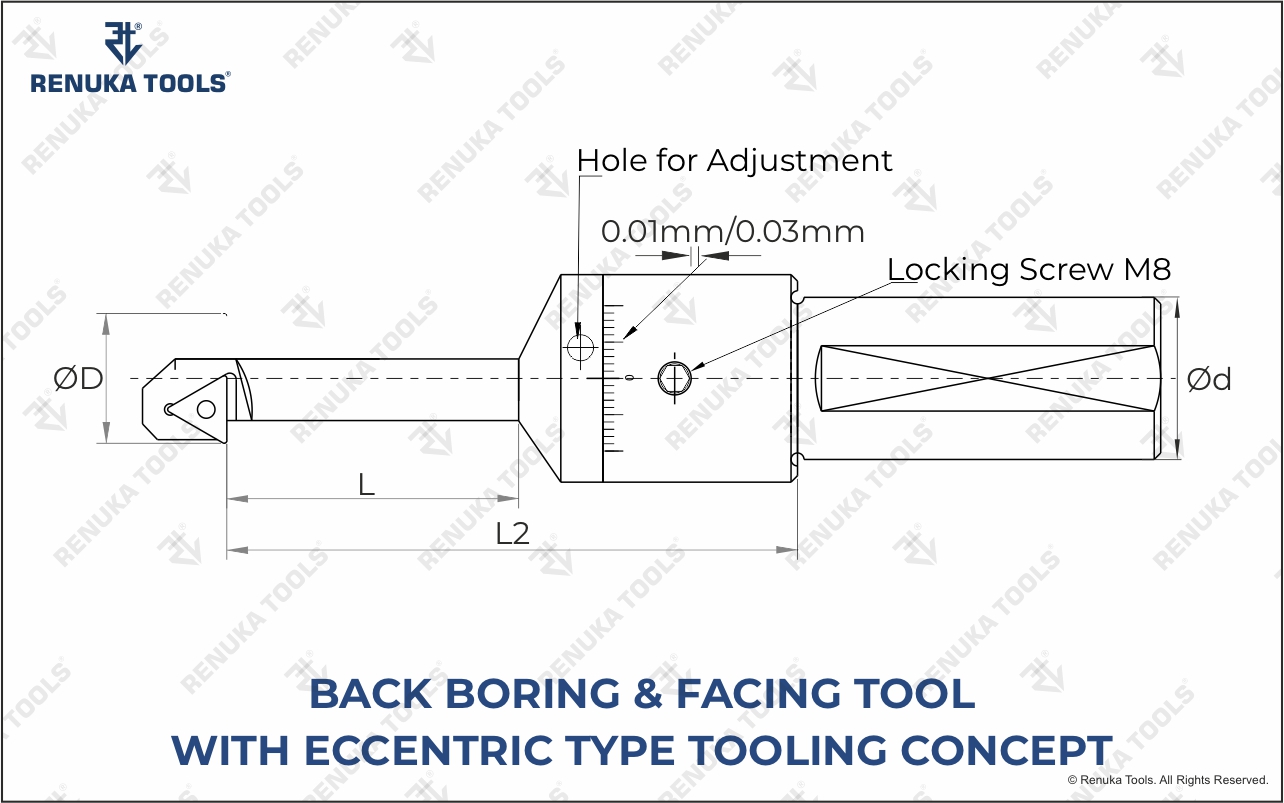 RENUKA TOOLS®
Hole for Adjustment
0.01mm/0.03mm
Locking Screw M8
ØD
0
Ød
L
L2
BACK BORING & FACING TOOL
WITH ECCENTRIC TYPE TOOLING CONCEPT
© Renuka Tools. All Rights Reserved.